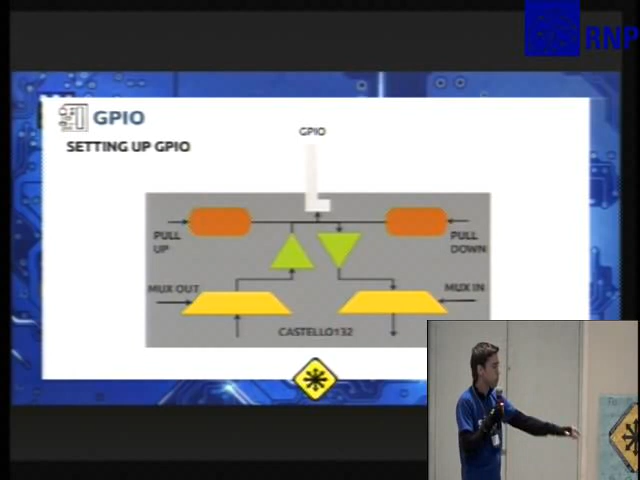 RNP
GPIO
SETTING UP GPIO
GPIO
PULL UP
PULL DOWN
MUX OUT
MUX IN
CASTELLO132